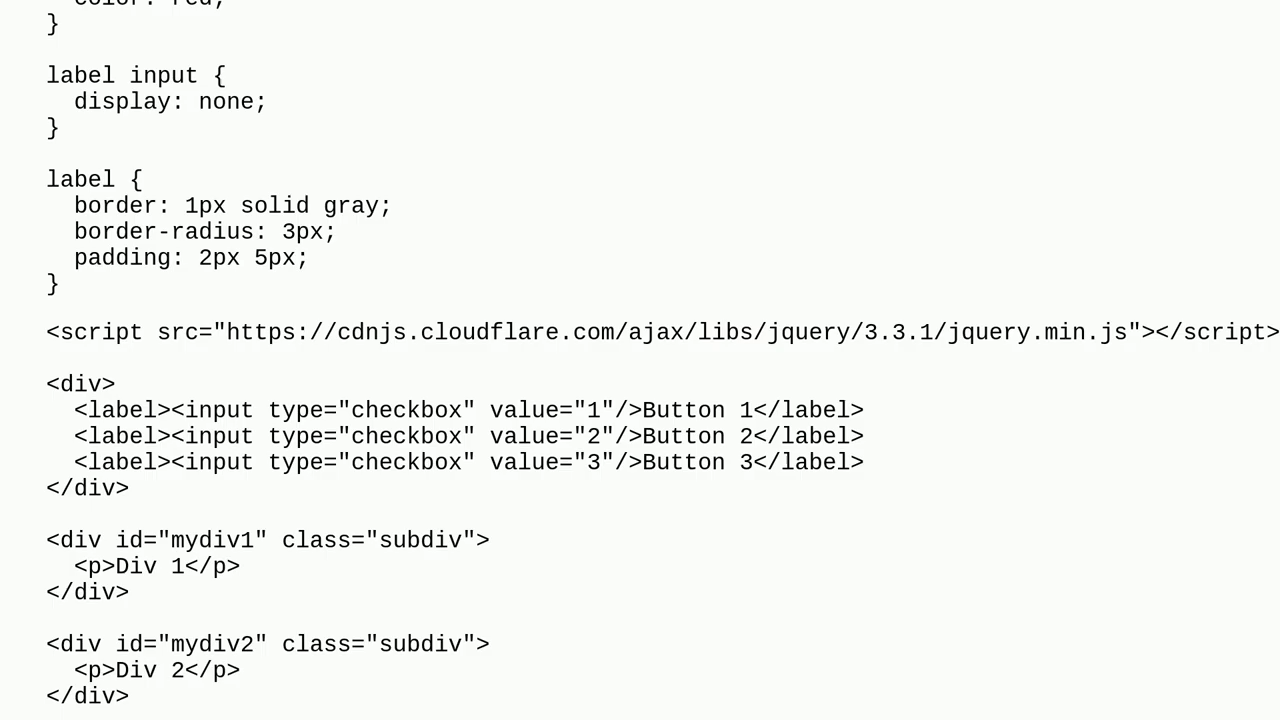 color: red;
}
label input {
  display: none;
}
label {
  border: 1px solid gray;
  border-radius: 3px;
  padding: 2px 5px;
}
<script src="https://cdnjs.cloudflare.com/ajax/libs/jquery/3.3.1/jquery.min.js"></script>
<div>
  <label><input type="checkbox" value="1"/>Button 1</label>
  <label><input type="checkbox" value="2"/>Button 2</label>
  <label><input type="checkbox" value="3"/>Button 3</label>
</div>
<div id="mydiv1" class="subdiv">
  <p>Div 1</p>
</div>
<div id="mydiv2" class="subdiv">
  <p>Div 2</p>
</div>